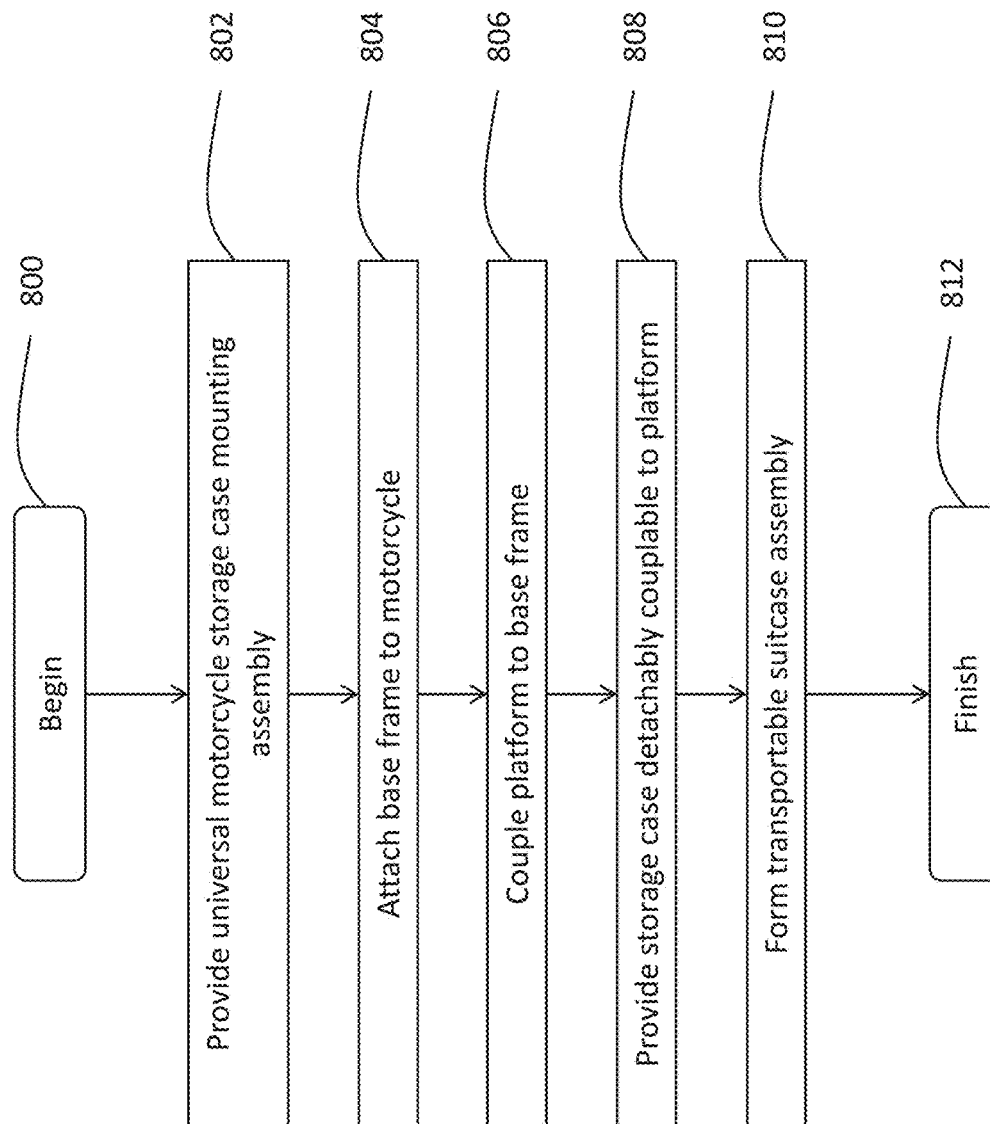 Begin
800
Provide universal motorcycle storage case mounting
assembly
802
Attach base frame to motorcycle
804
Couple platform to base frame
806
Provide storage case detachably couplable to platform
808
Form transportable suitcase assembly
810
Finish
812